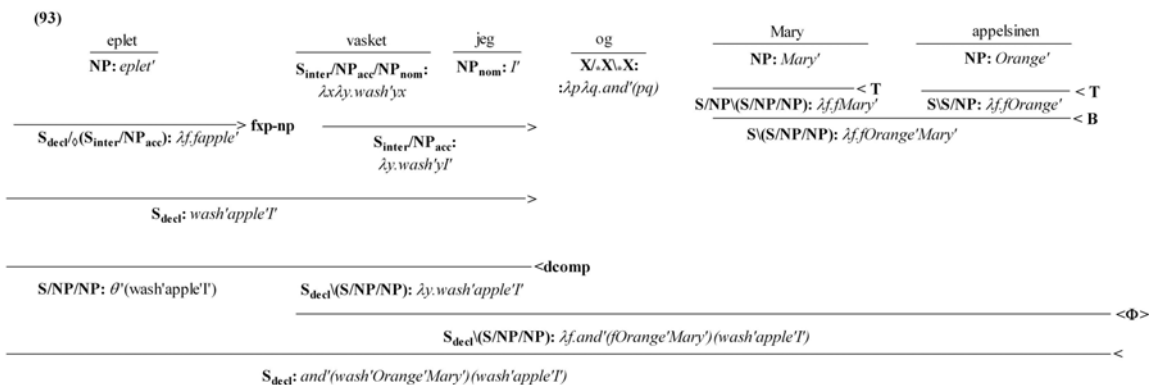 (93)
eplet vasket jeg og Mary appelsinen
NP: eplet' S_inter/NP_acc/NP_nom: NP_nom: I' X/*X\*X: NP: Mary' NP: Orange'
λxλy.wash'yx :λpλq.and'(pq)
< T < T
S/NP\(S/NP/NP): λf.fMary' S\S/NP: λf.fOrange'
> fxp-np > < B
S_decl/◊(S_inter/NP_acc): λf.fapple' S_inter/NP_acc: S\(S/NP/NP): λf.fOrange'Mary'
λy.wash'yI'
>
S_decl: wash'apple'I'
<dcomp
S/NP/NP: θ'(wash'apple'I') S_decl\(S/NP/NP): λy.wash'apple'I'
<Φ>
S_decl\(S/NP/NP): λf.and'(fOrange'Mary')(wash'apple'I')
<
S_decl: and'(wash'Orange'Mary')(wash'apple'I')